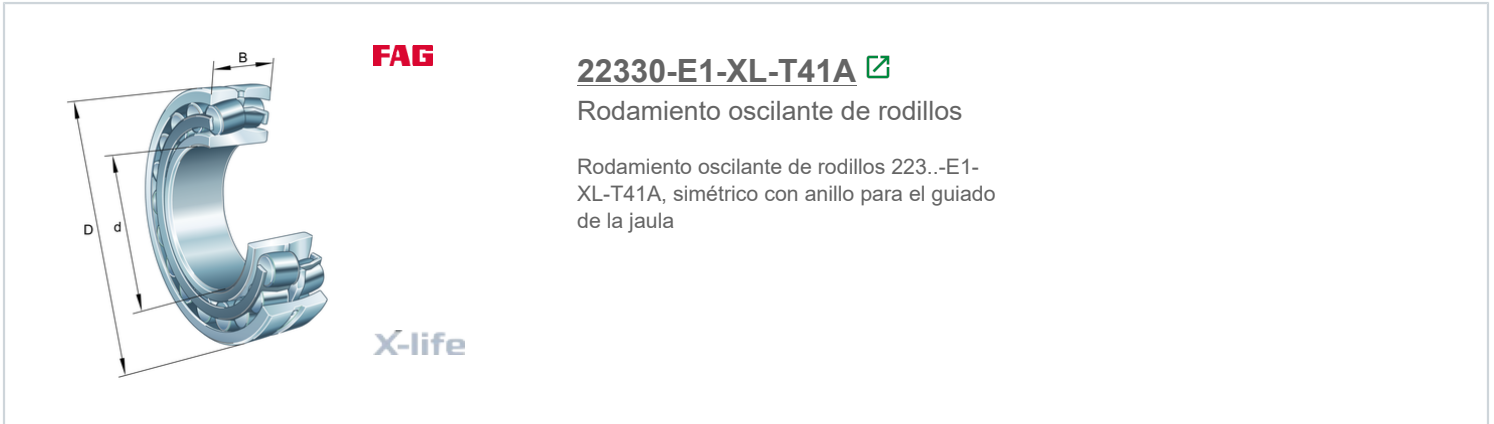 B
FAG
D
d
X-life
22330-E1-XL-T41A
Rodamiento oscilante de rodillos
Rodamiento oscilante de rodillos 223..-E1-
XL-T41A, simétrico con anillo para el guiado
de la jaula